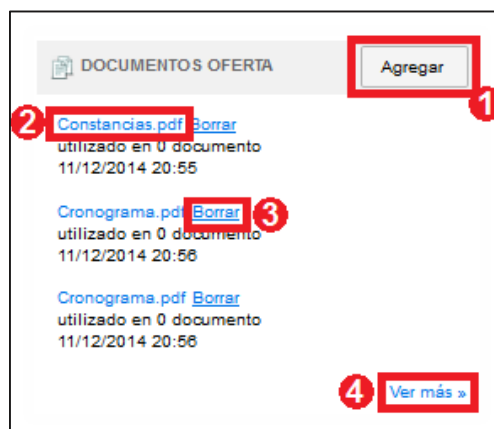 DOCUMENTOS OFERTA
Agregar
1
2
Constancias.pdf Borrar
utilizado en 0 documento
11/12/2014 20:55
Cronograma.pdf Borrar
3
utilizado en 0 documento
11/12/2014 20:56
Cronograma.pdf Borrar
utilizado en 0 documento
11/12/2014 20:56
4
Ver más »